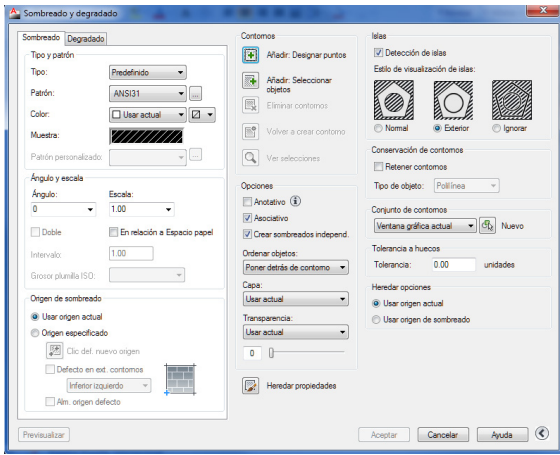 Sombreado y degradado
Sombreado
Degradado
Tipo y patrón
Tipo:
Predefinido
Patrón:
ANSI31
...
Color:
Usar actual
Muestra:
Patrón personalizado:
...
Ángulo y escala
Ángulo:
Escala:
0
1.00
Doble
En relación a Espacio papel
Intervalo:
1.00
Grosor plumilla ISO:
Origen de sombreado
Usar origen actual
Origen especificado
Clic def. nuevo origen
Defecto en ext. contornos
Inferior izquierdo
Alm. origen defecto
Previsualizar
Contornos
Añadir: Designar puntos
Añadir: Seleccionar
objetos
Eliminar contornos
Volver a crear contorno
Ver selecciones
Opciones
Anotativo
Asociativo
Crear sombreados independ.
Ordenar objetos:
Poner detrás de contorno
Capa:
Usar actual
Transparencia:
Usar actual
0
Heredar propiedades
Islas
Detección de islas
Estilo de visualización de islas:
Normal
Exterior
Ignorar
Conservación de contornos
Retener contornos
Tipo de objeto:
Polilínea
Conjunto de contornos
Ventana gráfica actual
Nuevo
Tolerancia a huecos
Tolerancia:
0.00
unidades
Heredar opciones
Usar origen actual
Usar origen de sombreado
Aceptar
Cancelar
Ayuda